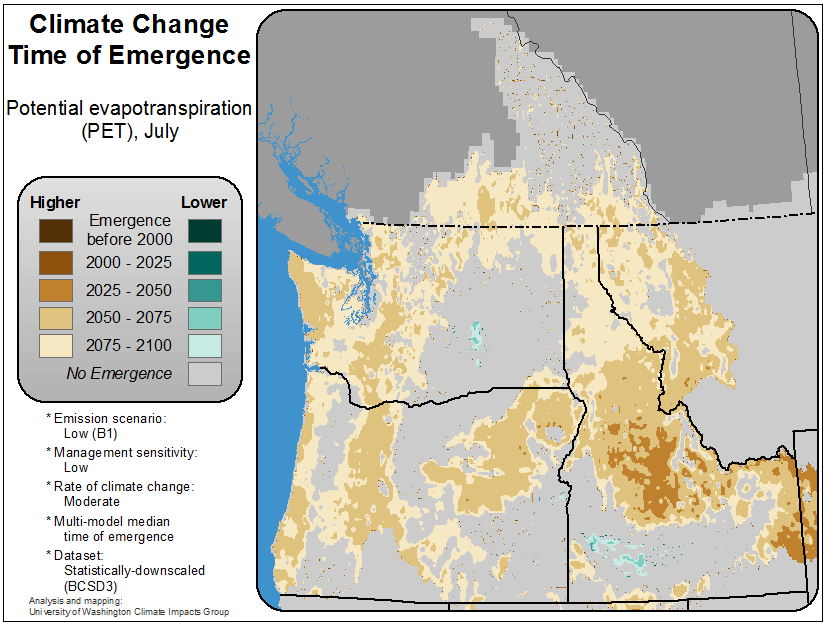 Climate Change
Time of Emergence
Potential evapotranspiration
(PET), July
Higher Lower
Emergence
before 2000
2000 - 2025
2025 - 2050
2050 - 2075
2075 - 2100
No Emergence
* Emission scenario:
Low (B1)
* Management sensitivity:
Low
* Rate of climate change:
Moderate
* Multi-model median
time of emergence
* Dataset:
Statistically-downscaled
(BCSD3)
Analysis and mapping:
University of Washington Climate Impacts Group